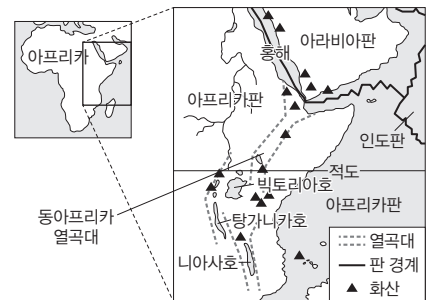 아프리카
홍해
아라비아판
아프리카판
인도판
적도
빅토리아호
아프리카판
동아프리카
열곡대
탕가니카호
니아사호
열곡대
판 경계
화산